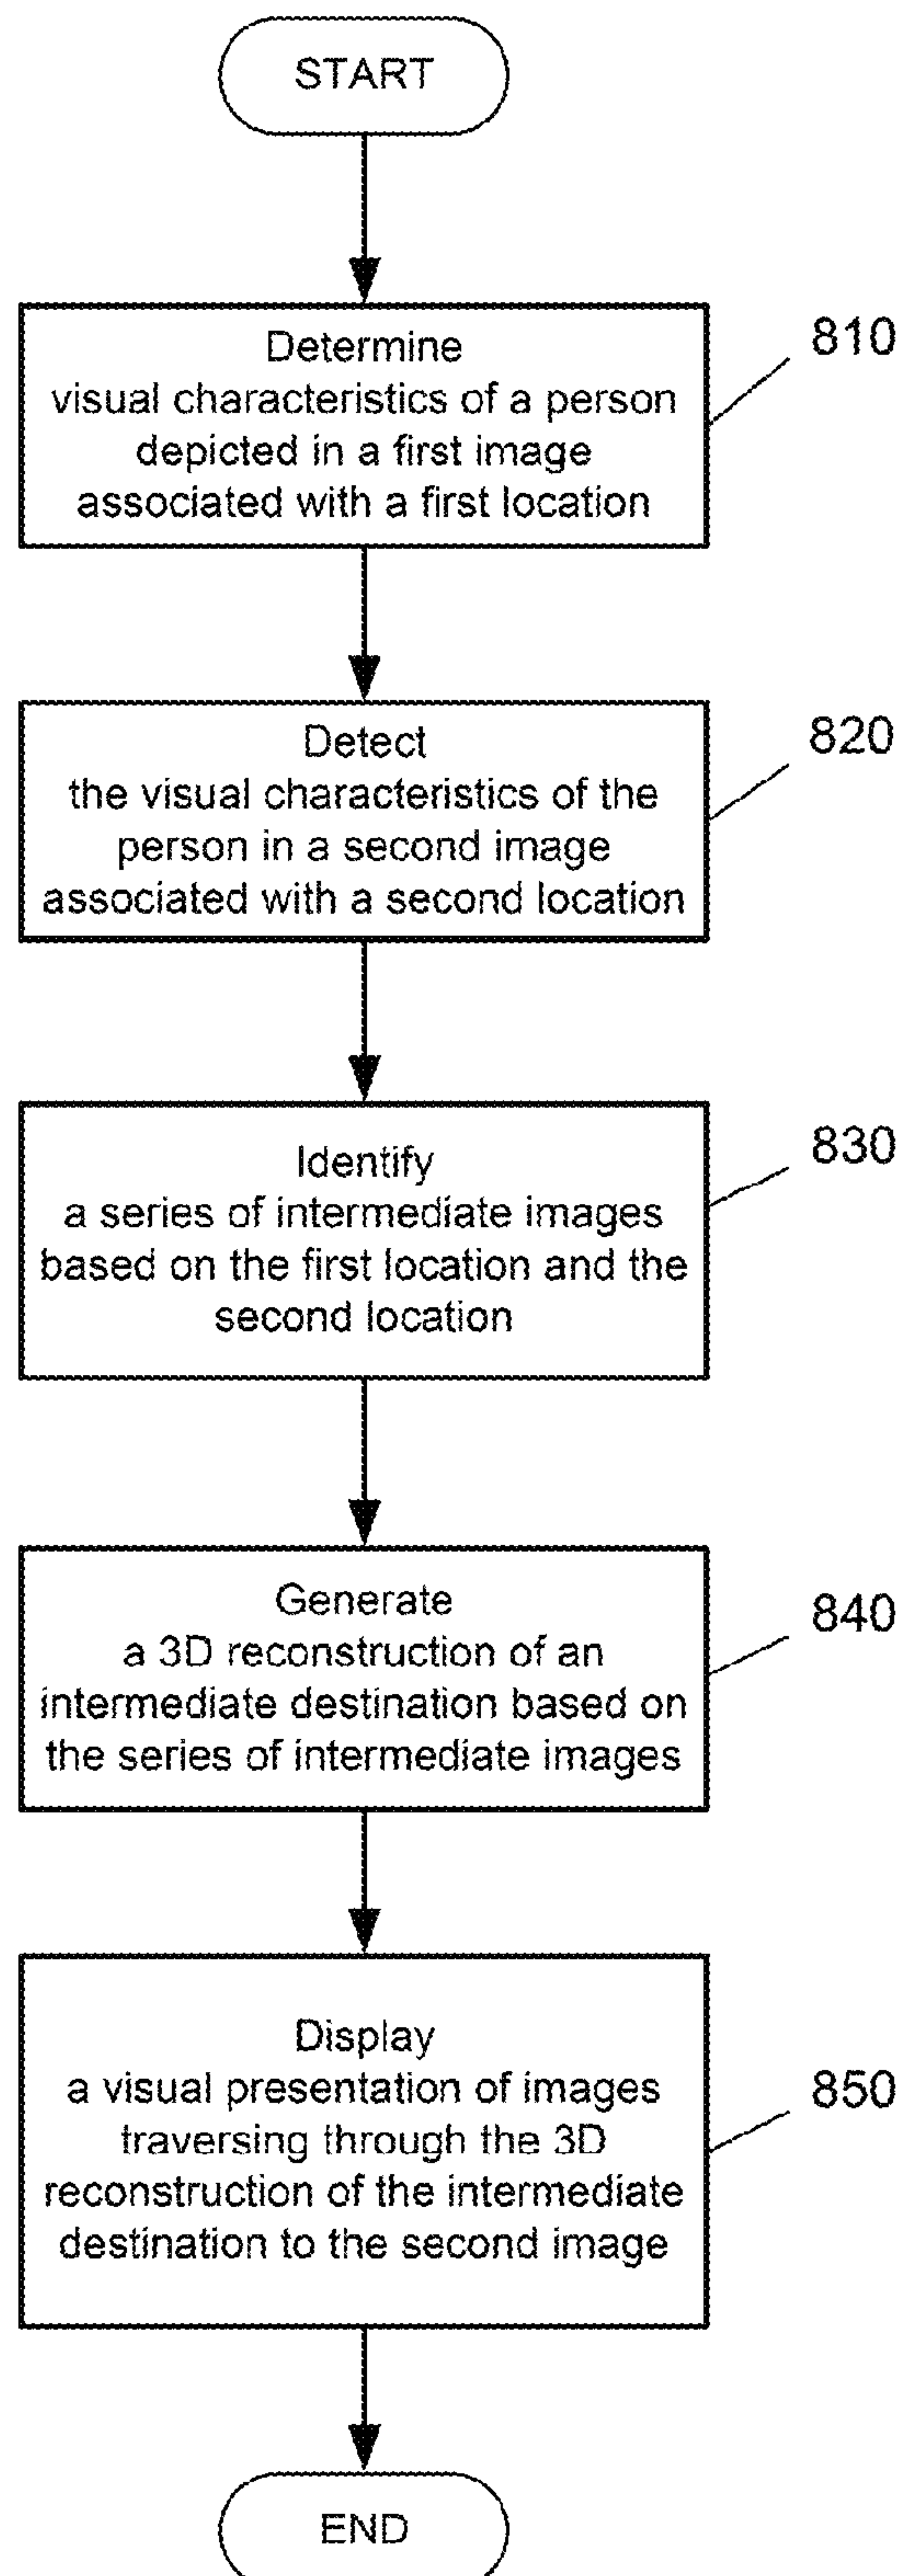 START
Determine
visual characteristics of a person
depicted in a first image
associated with a first location
810
Detect
the visual characteristics of the
person in a second image
associated with a second location
820
Identify
a series of intermediate images
based on the first location and the
second location
830
Generate
a 3D reconstruction of an
intermediate destination based on
the series of intermediate images
840
Display
a visual presentation of images
traversing through the 3D
reconstruction of the intermediate
destination to the second image
850
END